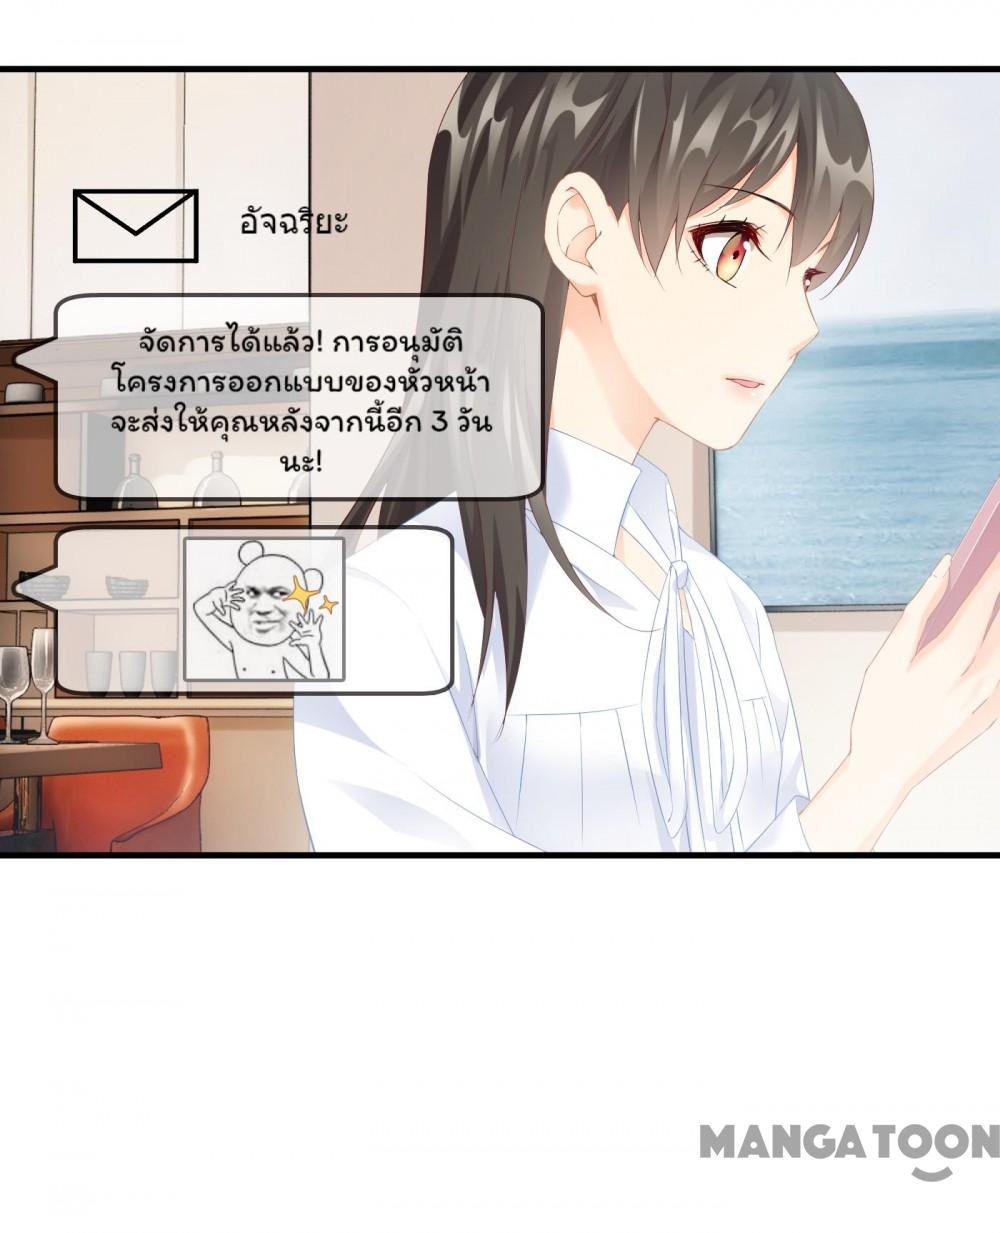 อัจฉริยะ
จัดการได้แล้ว! การอนุมัติ
โครงการออกแบบของหัวหน้า
จะส่งให้คุณหลังจากนี้อีก 3 วัน
นะ!
MANGATOON